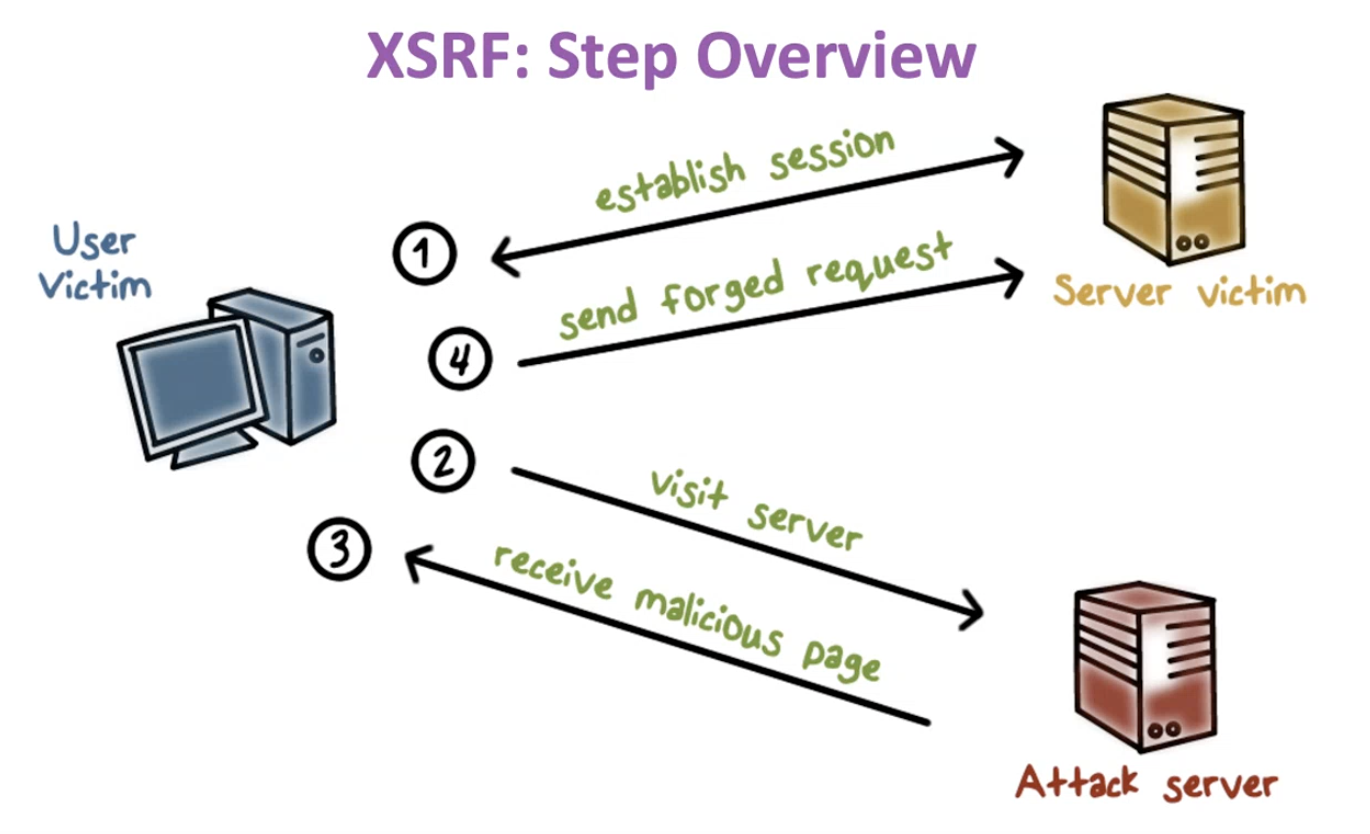 XSRF: Step Overview
establish session
User
Victim
1
send forged request
Server victim
4
2
visit server
3
receive malicious page
Attack server